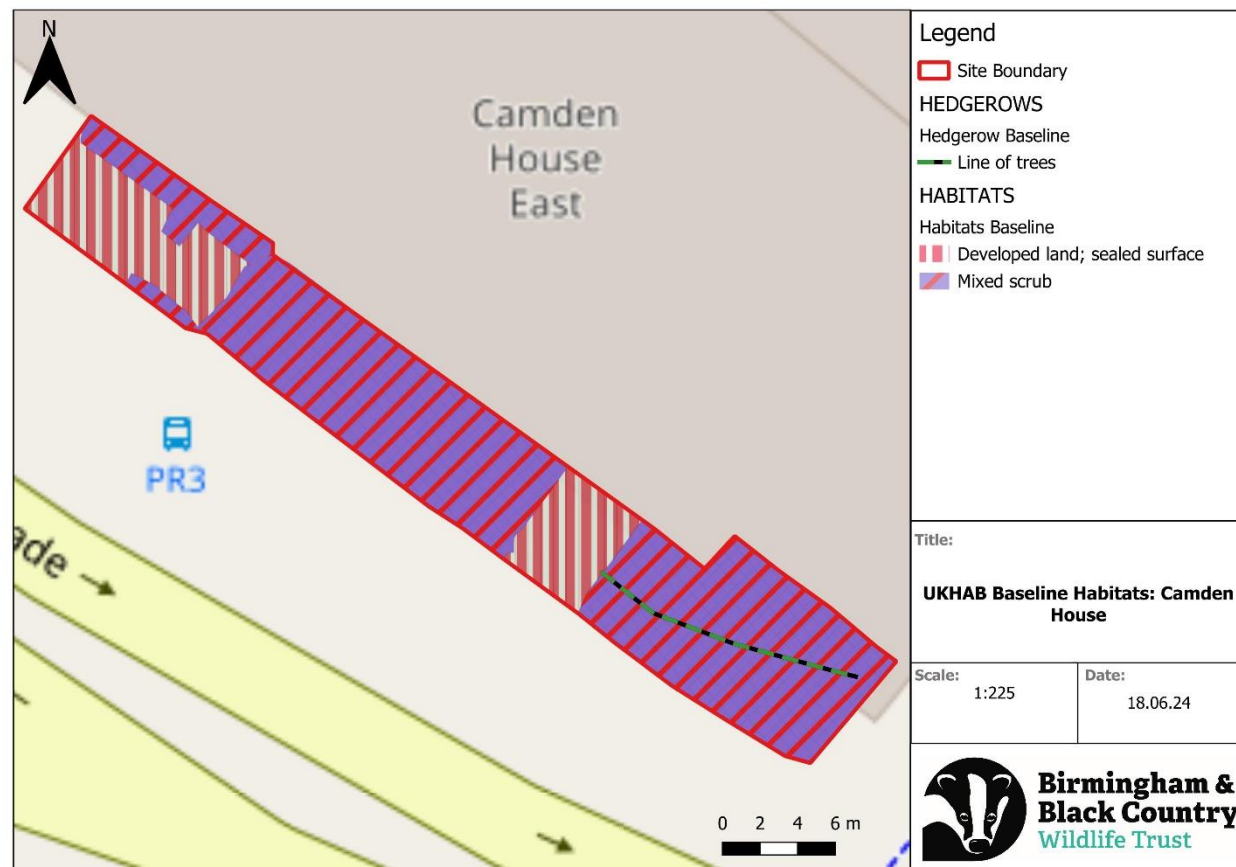 N
Camden
House
East
PR3
ade
0 2 4 6 m
Legend
Site Boundary
HEDGEROWS
Hedgerow Baseline
Line of trees
HABITATS
Habitats Baseline
Developed land; sealed surface
Mixed scrub
Title:
UKHAB Baseline Habitats: Camden
House
Scale:
1:225
Date:
18.06.24
Birmingham &
Black Country
Wildlife Trust